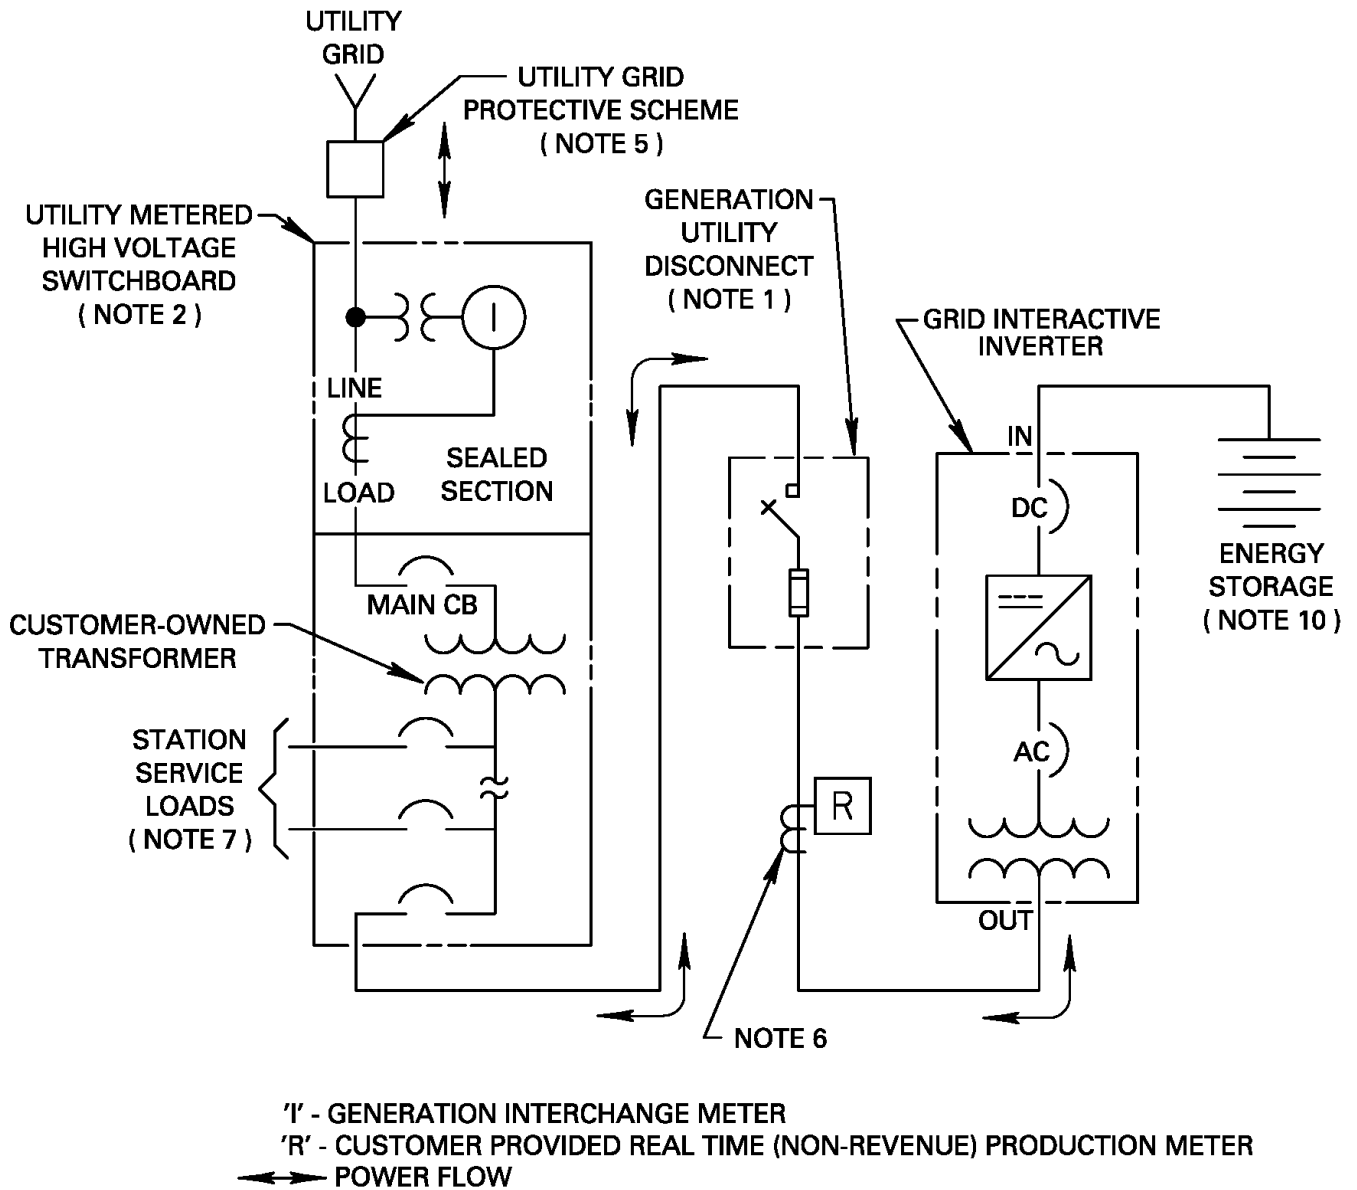 UTILITY
GRID
UTILITY GRID
PROTECTIVE SCHEME
( NOTE 5 )
UTILITY METERED
HIGH VOLTAGE
SWITCHBOARD
( NOTE 2 )
GENERATION
UTILITY
DISCONNECT
( NOTE 1 )
GRID INTERACTIVE
INVERTER
I
LINE
LOAD
SEALED
SECTION
IN
DC
ENERGY
STORAGE
( NOTE 10 )
MAIN CB
CUSTOMER-OWNED
TRANSFORMER
STATION
SERVICE
LOADS
( NOTE 7 )
AC
R
OUT
NOTE 6
'I' - GENERATION INTERCHANGE METER
'R' - CUSTOMER PROVIDED REAL TIME (NON-REVENUE) PRODUCTION METER
POWER FLOW